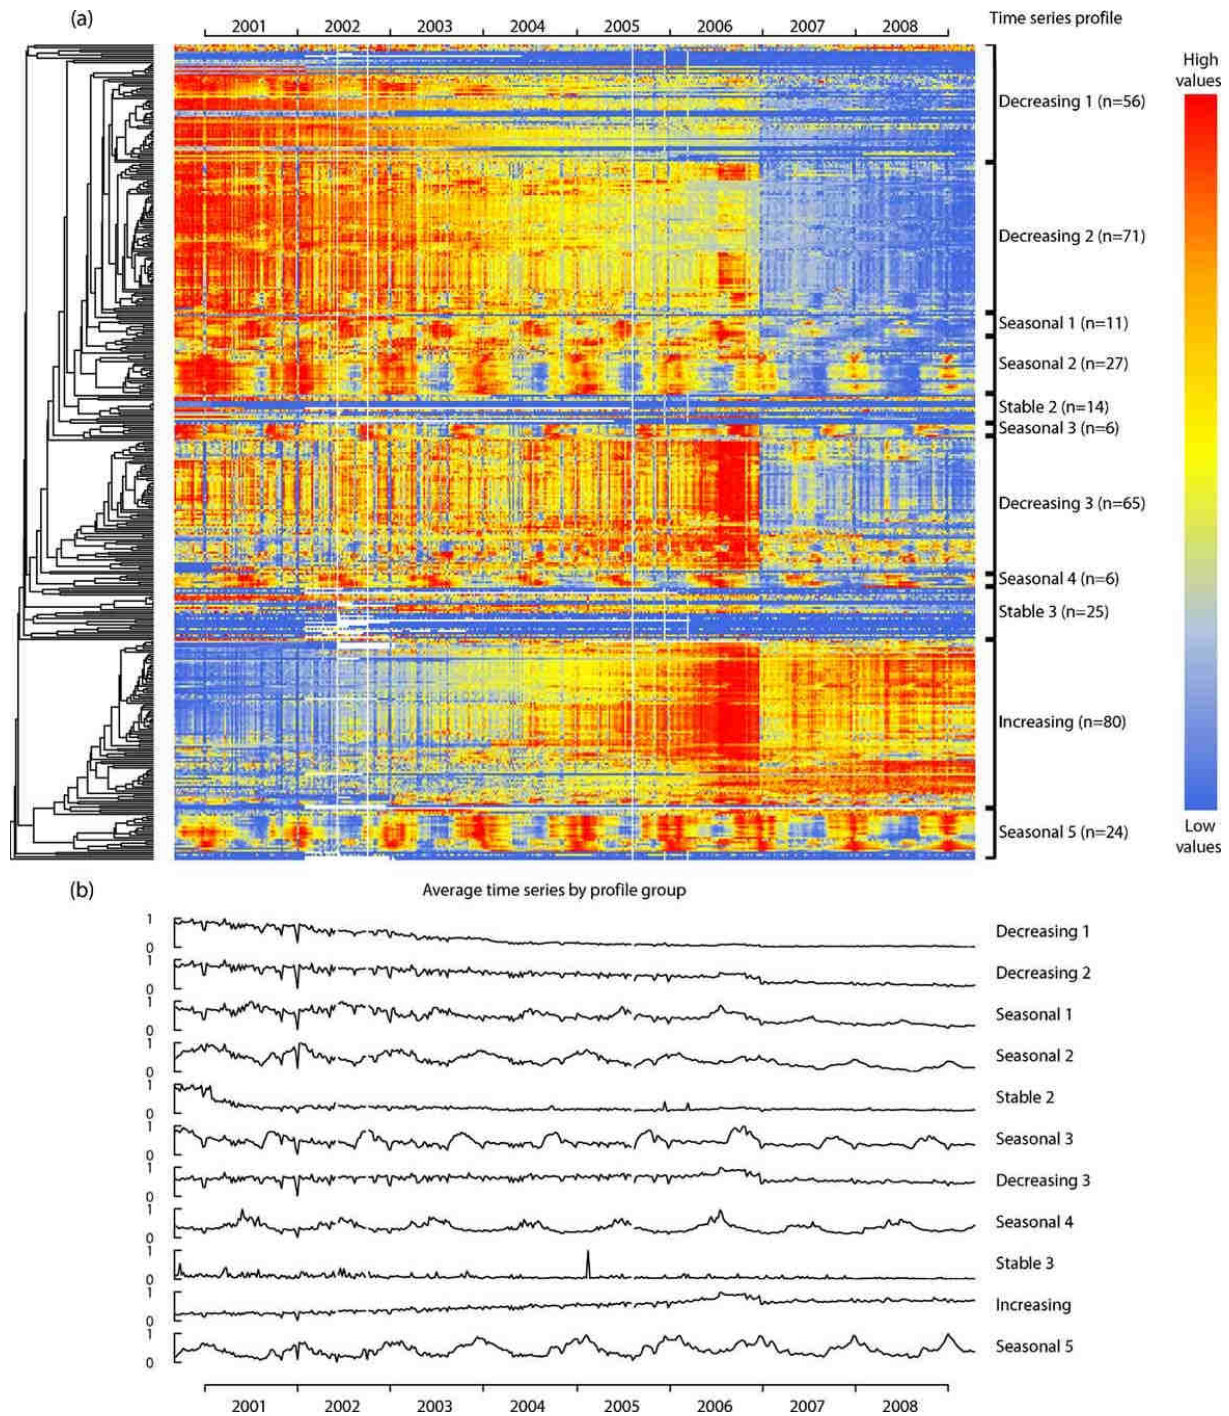 (a)
2001 2002 2003 2004 2005 2006 2007 2008
Time series profile
High
values
Decreasing 1 (n=56)
Decreasing 2 (n=71)
Seasonal 1 (n=11)
Seasonal 2 (n=27)
Stable 2 (n=14)
Seasonal 3 (n=6)
Decreasing 3 (n=65)
Seasonal 4 (n=6)
Stable 3 (n=25)
Increasing (n=80)
Seasonal 5 (n=24)
Low
values
(b)
Average time series by profile group
1
0
Decreasing 1
1
0
Decreasing 2
1
0
Seasonal 1
1
0
Seasonal 2
1
0
Stable 2
1
0
Seasonal 3
1
0
Decreasing 3
1
0
Seasonal 4
1
0
Stable 3
1
0
Increasing
1
0
Seasonal 5
2001 2002 2003 2004 2005 2006 2007 2008